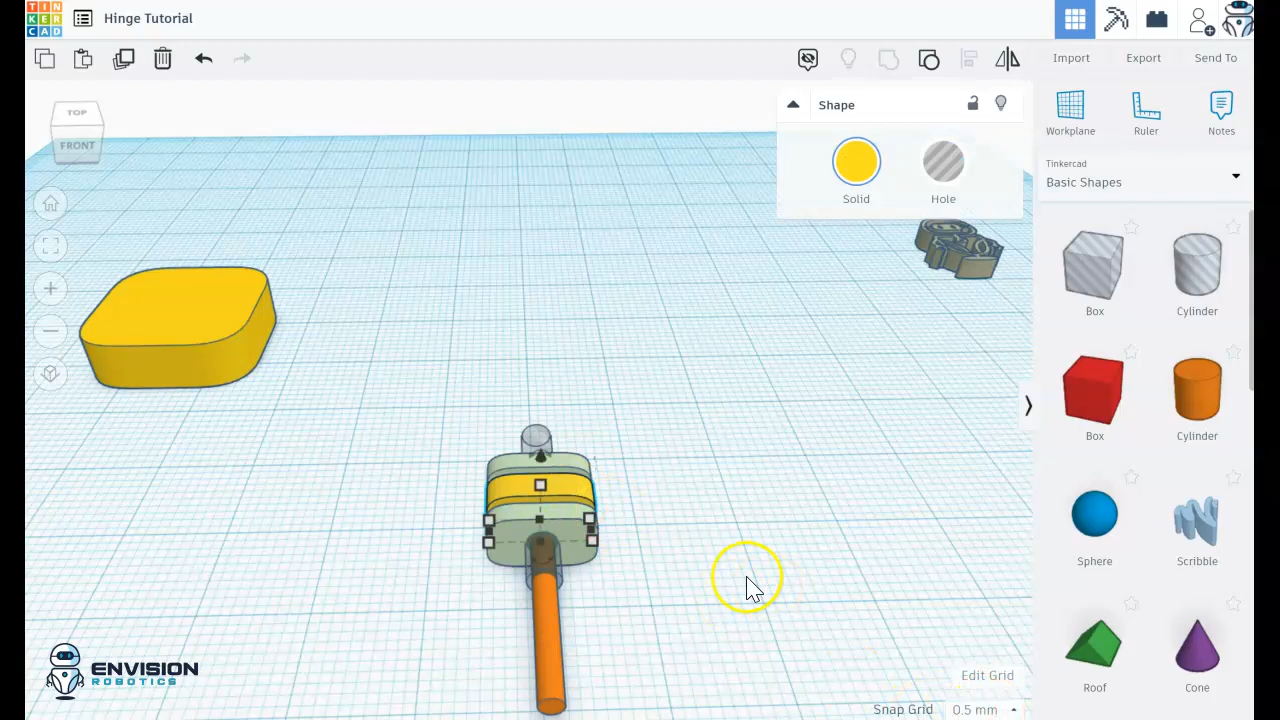 TIN
KER
CAD
Hinge Tutorial
Import
Export
Send To
TOP
FRONT
Shape
Solid
Hole
Workplane
Ruler
Notes
Tinkercad
Basic Shapes
Box
Cylinder
Box
Cylinder
Sphere
Scribble
Roof
Cone
ENVISION
ROBOTICS
Edit Grid
Snap Grid
0.5 mm